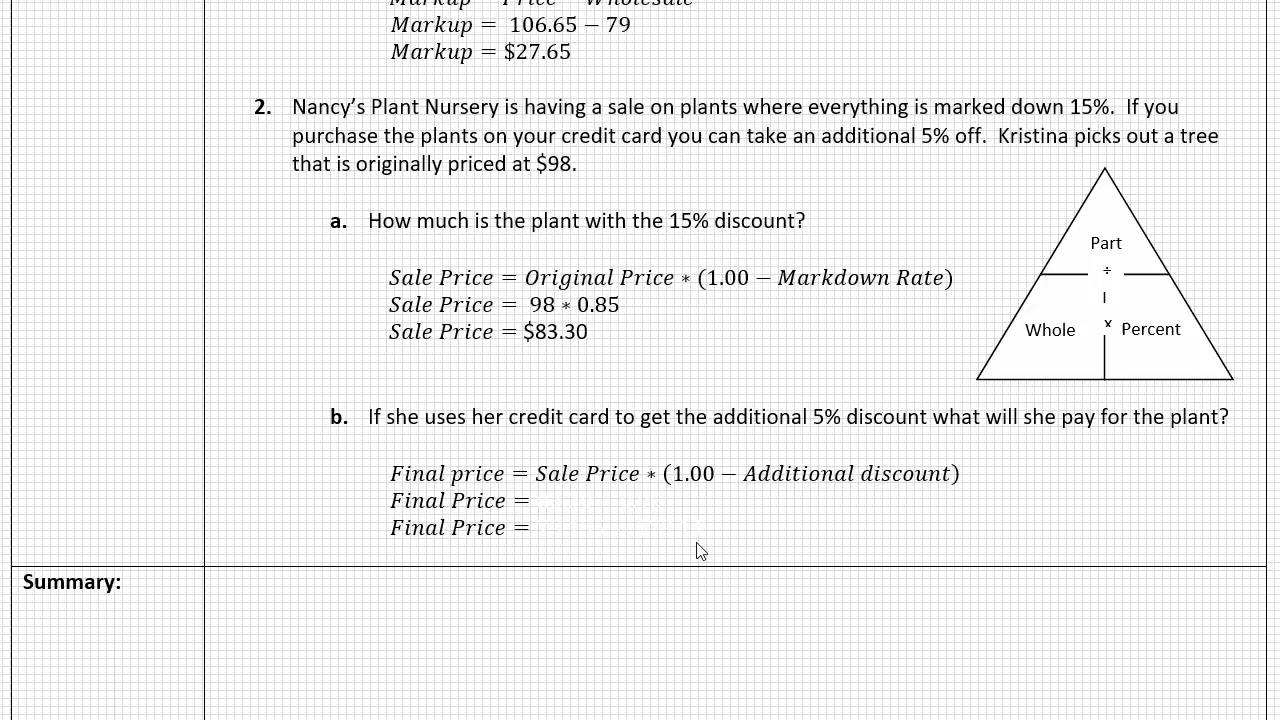 Markup = Price − Wholesale
Markup = 106.65 − 79
Markup = $27.65
2. Nancy’s Plant Nursery is having a sale on plants where everything is marked down 15%. If you
purchase the plants on your credit card you can take an additional 5% off. Kristina picks out a tree
that is originally priced at $98.
a. How much is the plant with the 15% discount?
Sale Price = Original Price ∗ (1.00 − Markdown Rate)
Sale Price = 98 ∗ 0.85
Sale Price = $83.30
Part
÷
|
Whole x Percent
b. If she uses her credit card to get the additional 5% discount what will she pay for the plant?
Final price = Sale Price ∗ (1.00 − Additional discount)
Final Price =
Final Price =
Summary: